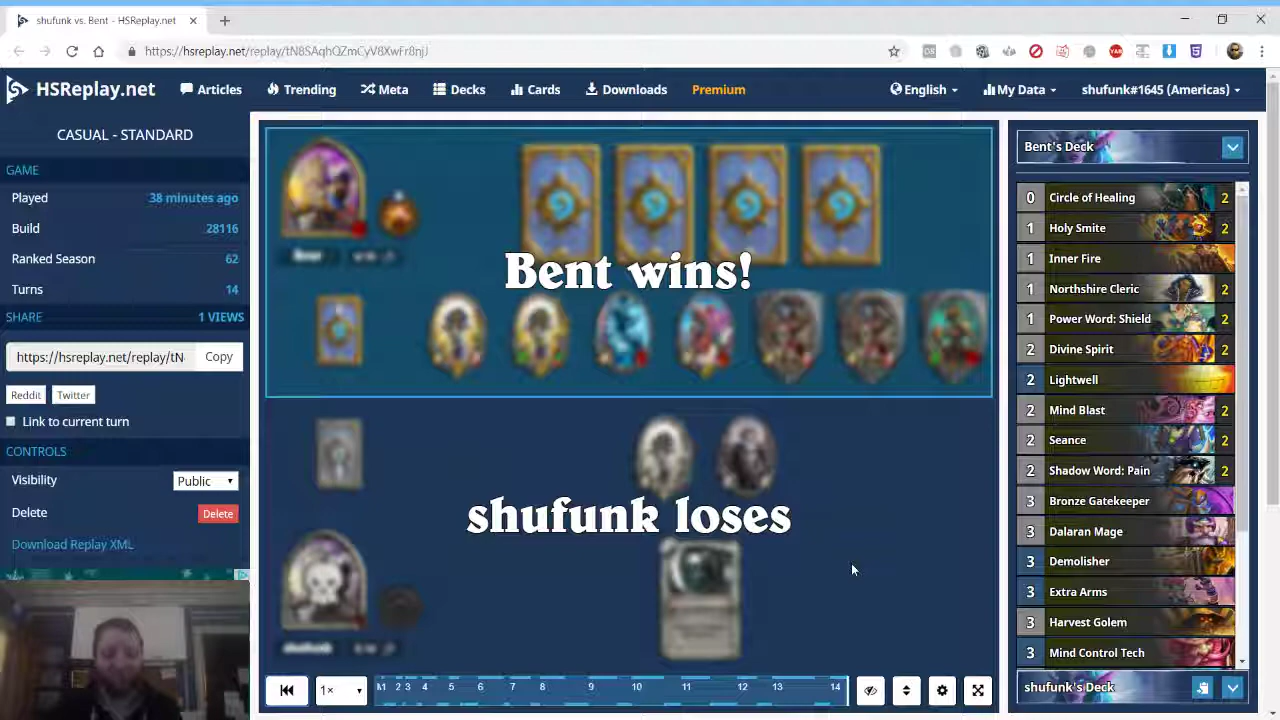 shufunk vs. Bent - HSReplay.net
https://hsreplay.net/replay/tN8SAqhQZmCyV8XwFr8njJ
HSReplay.net
Articles
Trending
Meta
Decks
Cards
Downloads
Premium
English
My Data
shufunk#1645 (Americas)
CASUAL - STANDARD
GAME
Played 38 minutes ago
Build 28116
Ranked Season 62
Turns 14
SHARE 1 VIEWS
https://hsreplay.net/replay/tN Copy
Reddit Twitter
Link to current turn
CONTROLS
Visibility Public
Delete Delete
Download Replay XML
Bent wins!
shufunk loses
1×
1 2 3 4 5 6 7 8 9 10 11 12 13 14
Bent's Deck
0 Circle of Healing 2
1 Holy Smite 2
1 Inner Fire
1 Northshire Cleric 2
1 Power Word: Shield 2
2 Divine Spirit 2
2 Lightwell
2 Mind Blast 2
2 Seance 2
2 Shadow Word: Pain 2
3 Bronze Gatekeeper
3 Dalaran Mage
3 Demolisher
3 Extra Arms
3 Harvest Golem
3 Mind Control Tech
shufunk's Deck